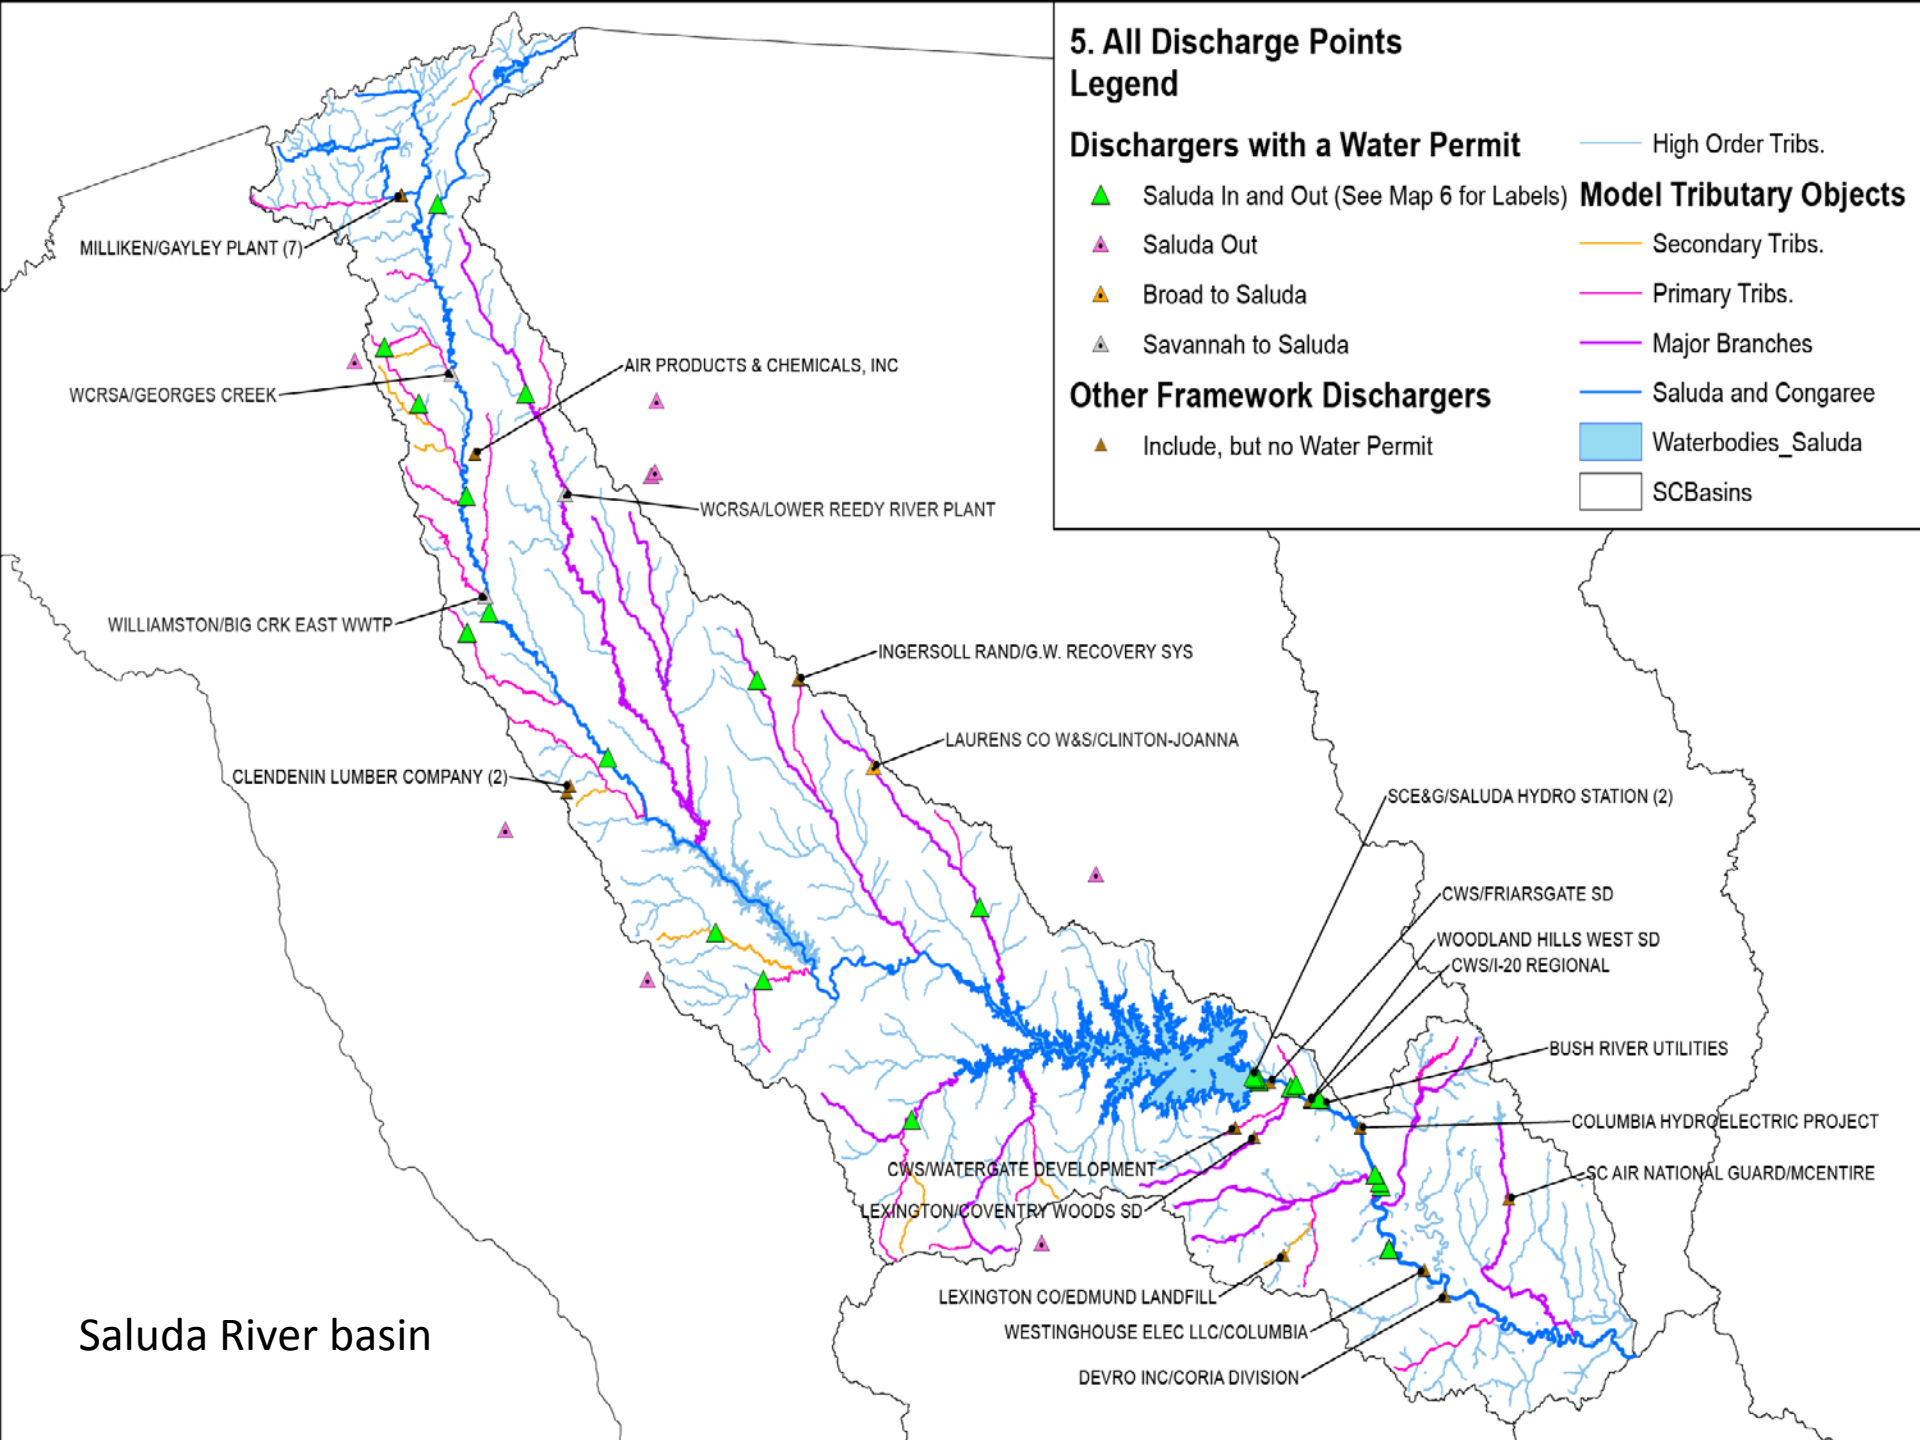 5. All Discharge Points
Legend
Dischargers with a Water Permit
Saluda In and Out (See Map 6 for Labels)
Saluda Out
Broad to Saluda
Savannah to Saluda
Other Framework Dischargers
Include, but no Water Permit
High Order Tribs.
Model Tributary Objects
Secondary Tribs.
Primary Tribs.
Major Branches
Saluda and Congaree
Waterbodies_Saluda
SCBasins
MILLIKEN/GAYLEY PLANT (7)
AIR PRODUCTS & CHEMICALS, INC
WCRSA/GEORGES CREEK
WCRSA/LOWER REEDY RIVER PLANT
WILLIAMSTON/BIG CRK EAST WWTP
INGERSOLL RAND/G.W. RECOVERY SYS
LAURENS CO W&S/CLINTON-JOANNA
CLENDENIN LUMBER COMPANY (2)
SCE&G/SALUDA HYDRO STATION (2)
CWS/FRIARSGATE SD
WOODLAND HILLS WEST SD
CWS/I-20 REGIONAL
BUSH RIVER UTILITIES
COLUMBIA HYDROELECTRIC PROJECT
CWS/WATERGATE DEVELOPMENT
SC AIR NATIONAL GUARD/MCENTIRE
LEXINGTON/COVENTRY WOODS SD
LEXINGTON CO/EDMUND LANDFILL
WESTINGHOUSE ELEC LLC/COLUMBIA
DEVRO INC/CORIA DIVISION
Saluda River basin